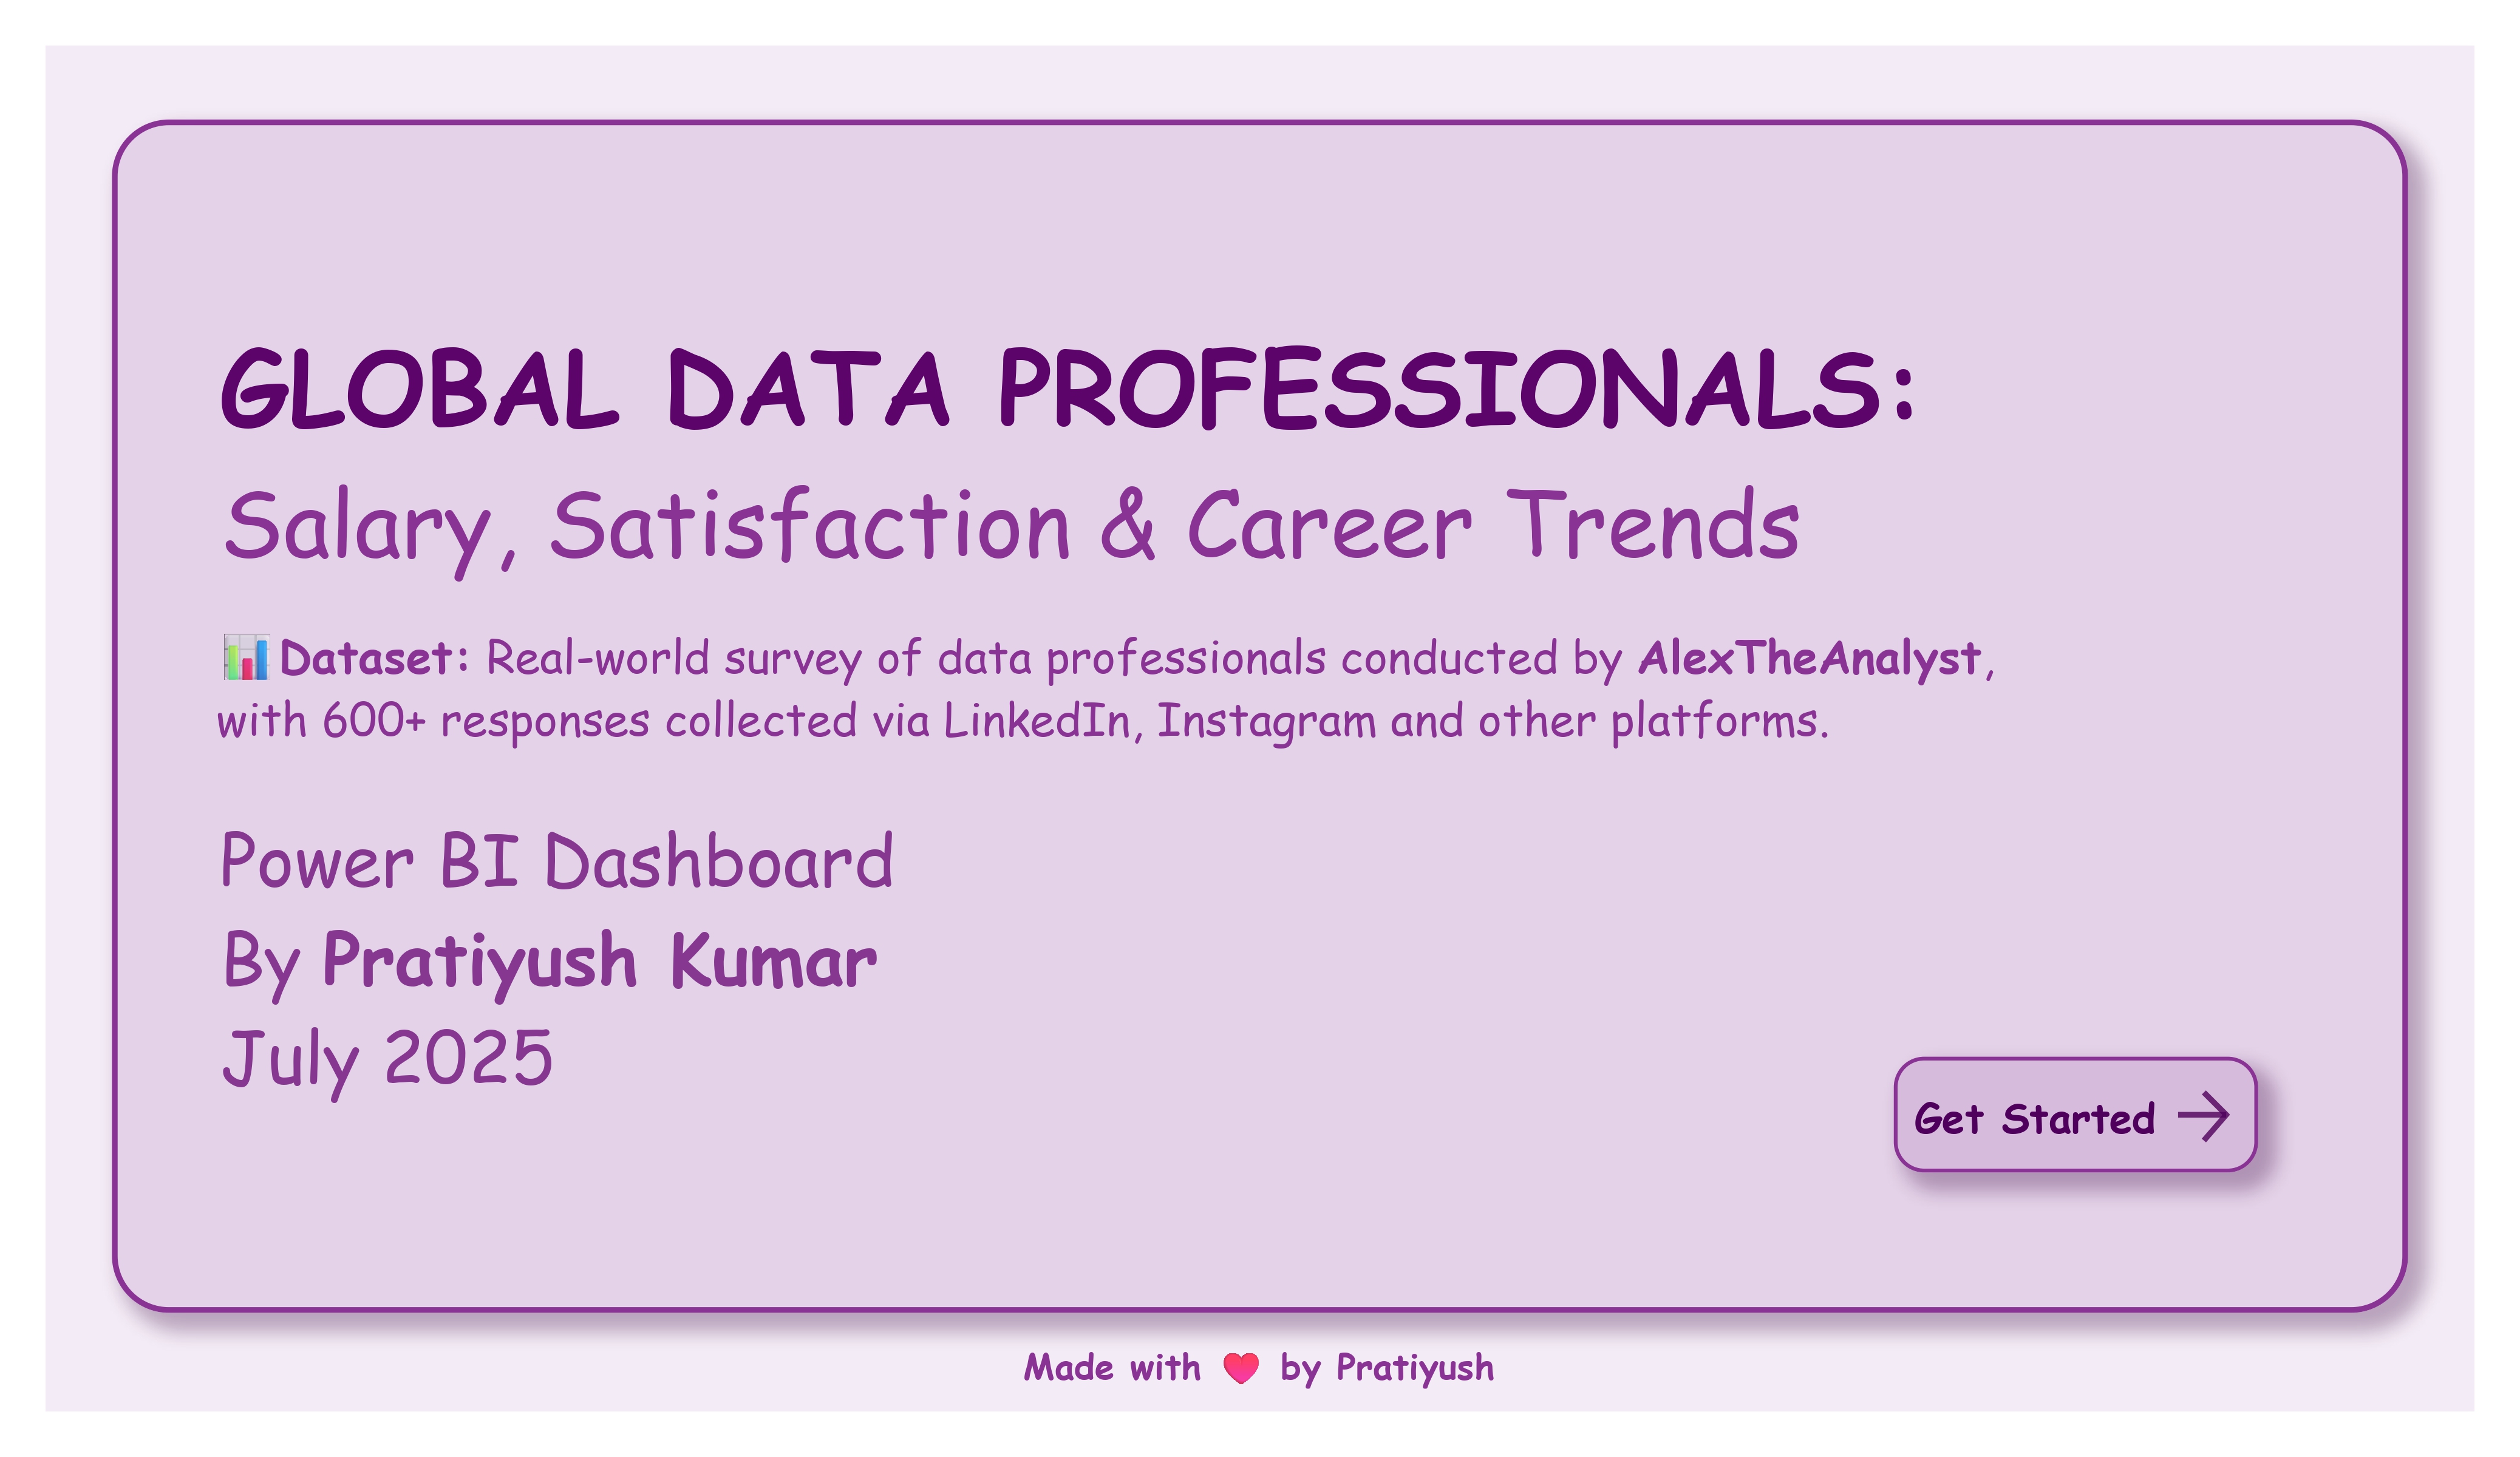 GLOBAL DATA PROFESSIONALS:
Salary, Satisfaction & Career Trends
📊 Dataset: Real-world survey of data professionals conducted by AlexTheAnalyst,
with 600+ responses collected via LinkedIn, Instagram and other platforms.
Power BI Dashboard
By Pratiyush Kumar
July 2025
Get Started →
Made with ❤️ by Pratiyush